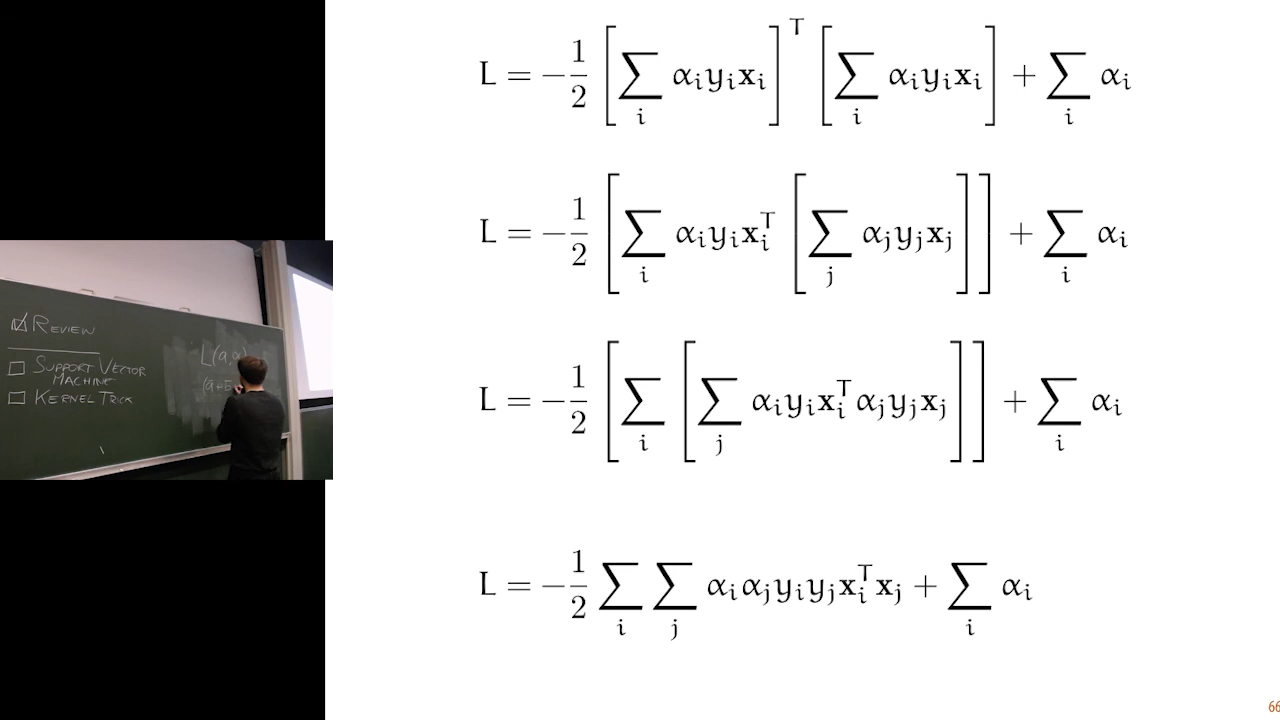 L = −1/2 [∑_i α_i y_i x_i]^T [∑_i α_i y_i x_i] + ∑_i α_i
L = −1/2 [∑_i α_i y_i x_i^T [∑_j α_j y_j x_j]] + ∑_i α_i
L = −1/2 [∑_i [∑_j α_i y_i x_i^T α_j y_j x_j]] + ∑_i α_i
L = −1/2 ∑_i ∑_j α_i α_j y_i y_j x_i^T x_j + ∑_i α_i
66
☑ REVIEW
☐ SUPPORT VECTOR
MACHINE
☐ KERNEL TRICK